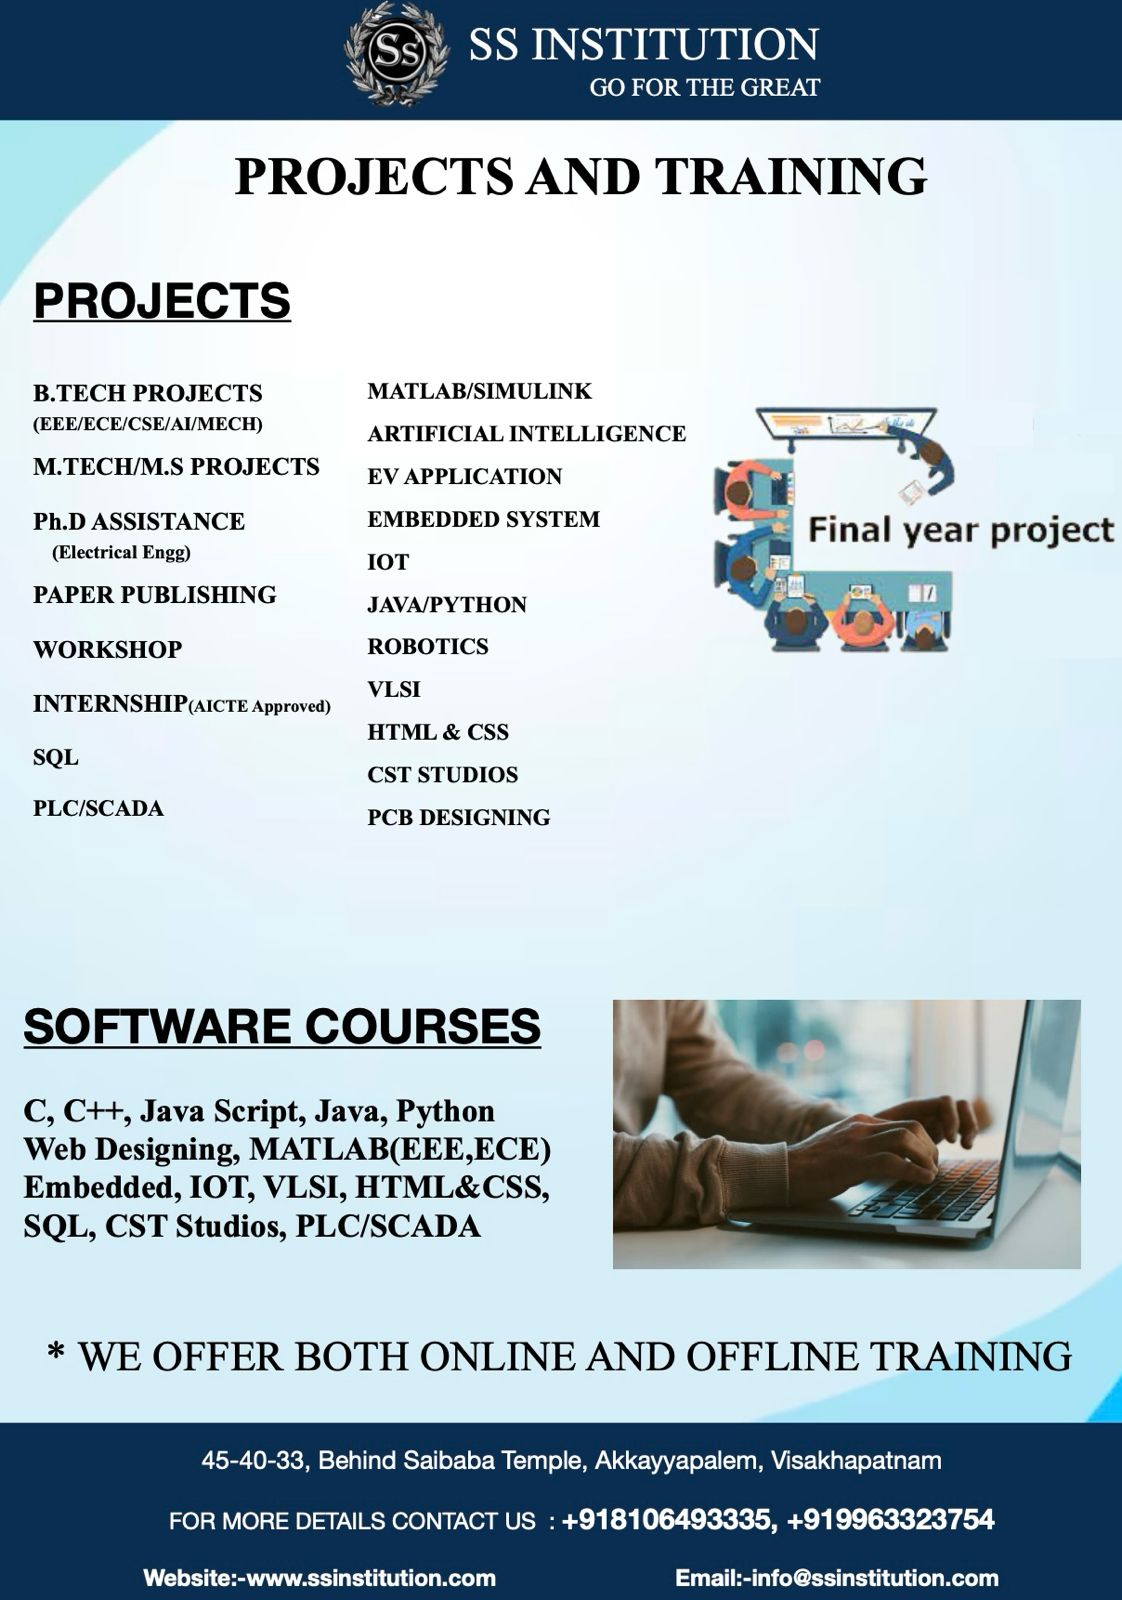 Ss
SS INSTITUTION
GO FOR THE GREAT
PROJECTS AND TRAINING
PROJECTS
B.TECH PROJECTS
(EEE/ECE/CSE/AI/MECH)
M.TECH/M.S PROJECTS
Ph.D ASSISTANCE
(Electrical Engg)
PAPER PUBLISHING
WORKSHOP
INTERNSHIP(AICTE Approved)
SQL
PLC/SCADA
MATLAB/SIMULINK
ARTIFICIAL INTELLIGENCE
EV APPLICATION
EMBEDDED SYSTEM
IOT
JAVA/PYTHON
ROBOTICS
VLSI
HTML & CSS
CST STUDIOS
PCB DESIGNING
Final year project
SOFTWARE COURSES
C, C++, Java Script, Java, Python
Web Designing, MATLAB(EEE,ECE)
Embedded, IOT, VLSI, HTML&CSS,
SQL, CST Studios, PLC/SCADA
* WE OFFER BOTH ONLINE AND OFFLINE TRAINING
45-40-33, Behind Saibaba Temple, Akkayyapalem, Visakhapatnam
FOR MORE DETAILS CONTACT US : +918106493335, +919963323754
Website:-www.ssinstitution.com Email:-info@ssinstitution.com